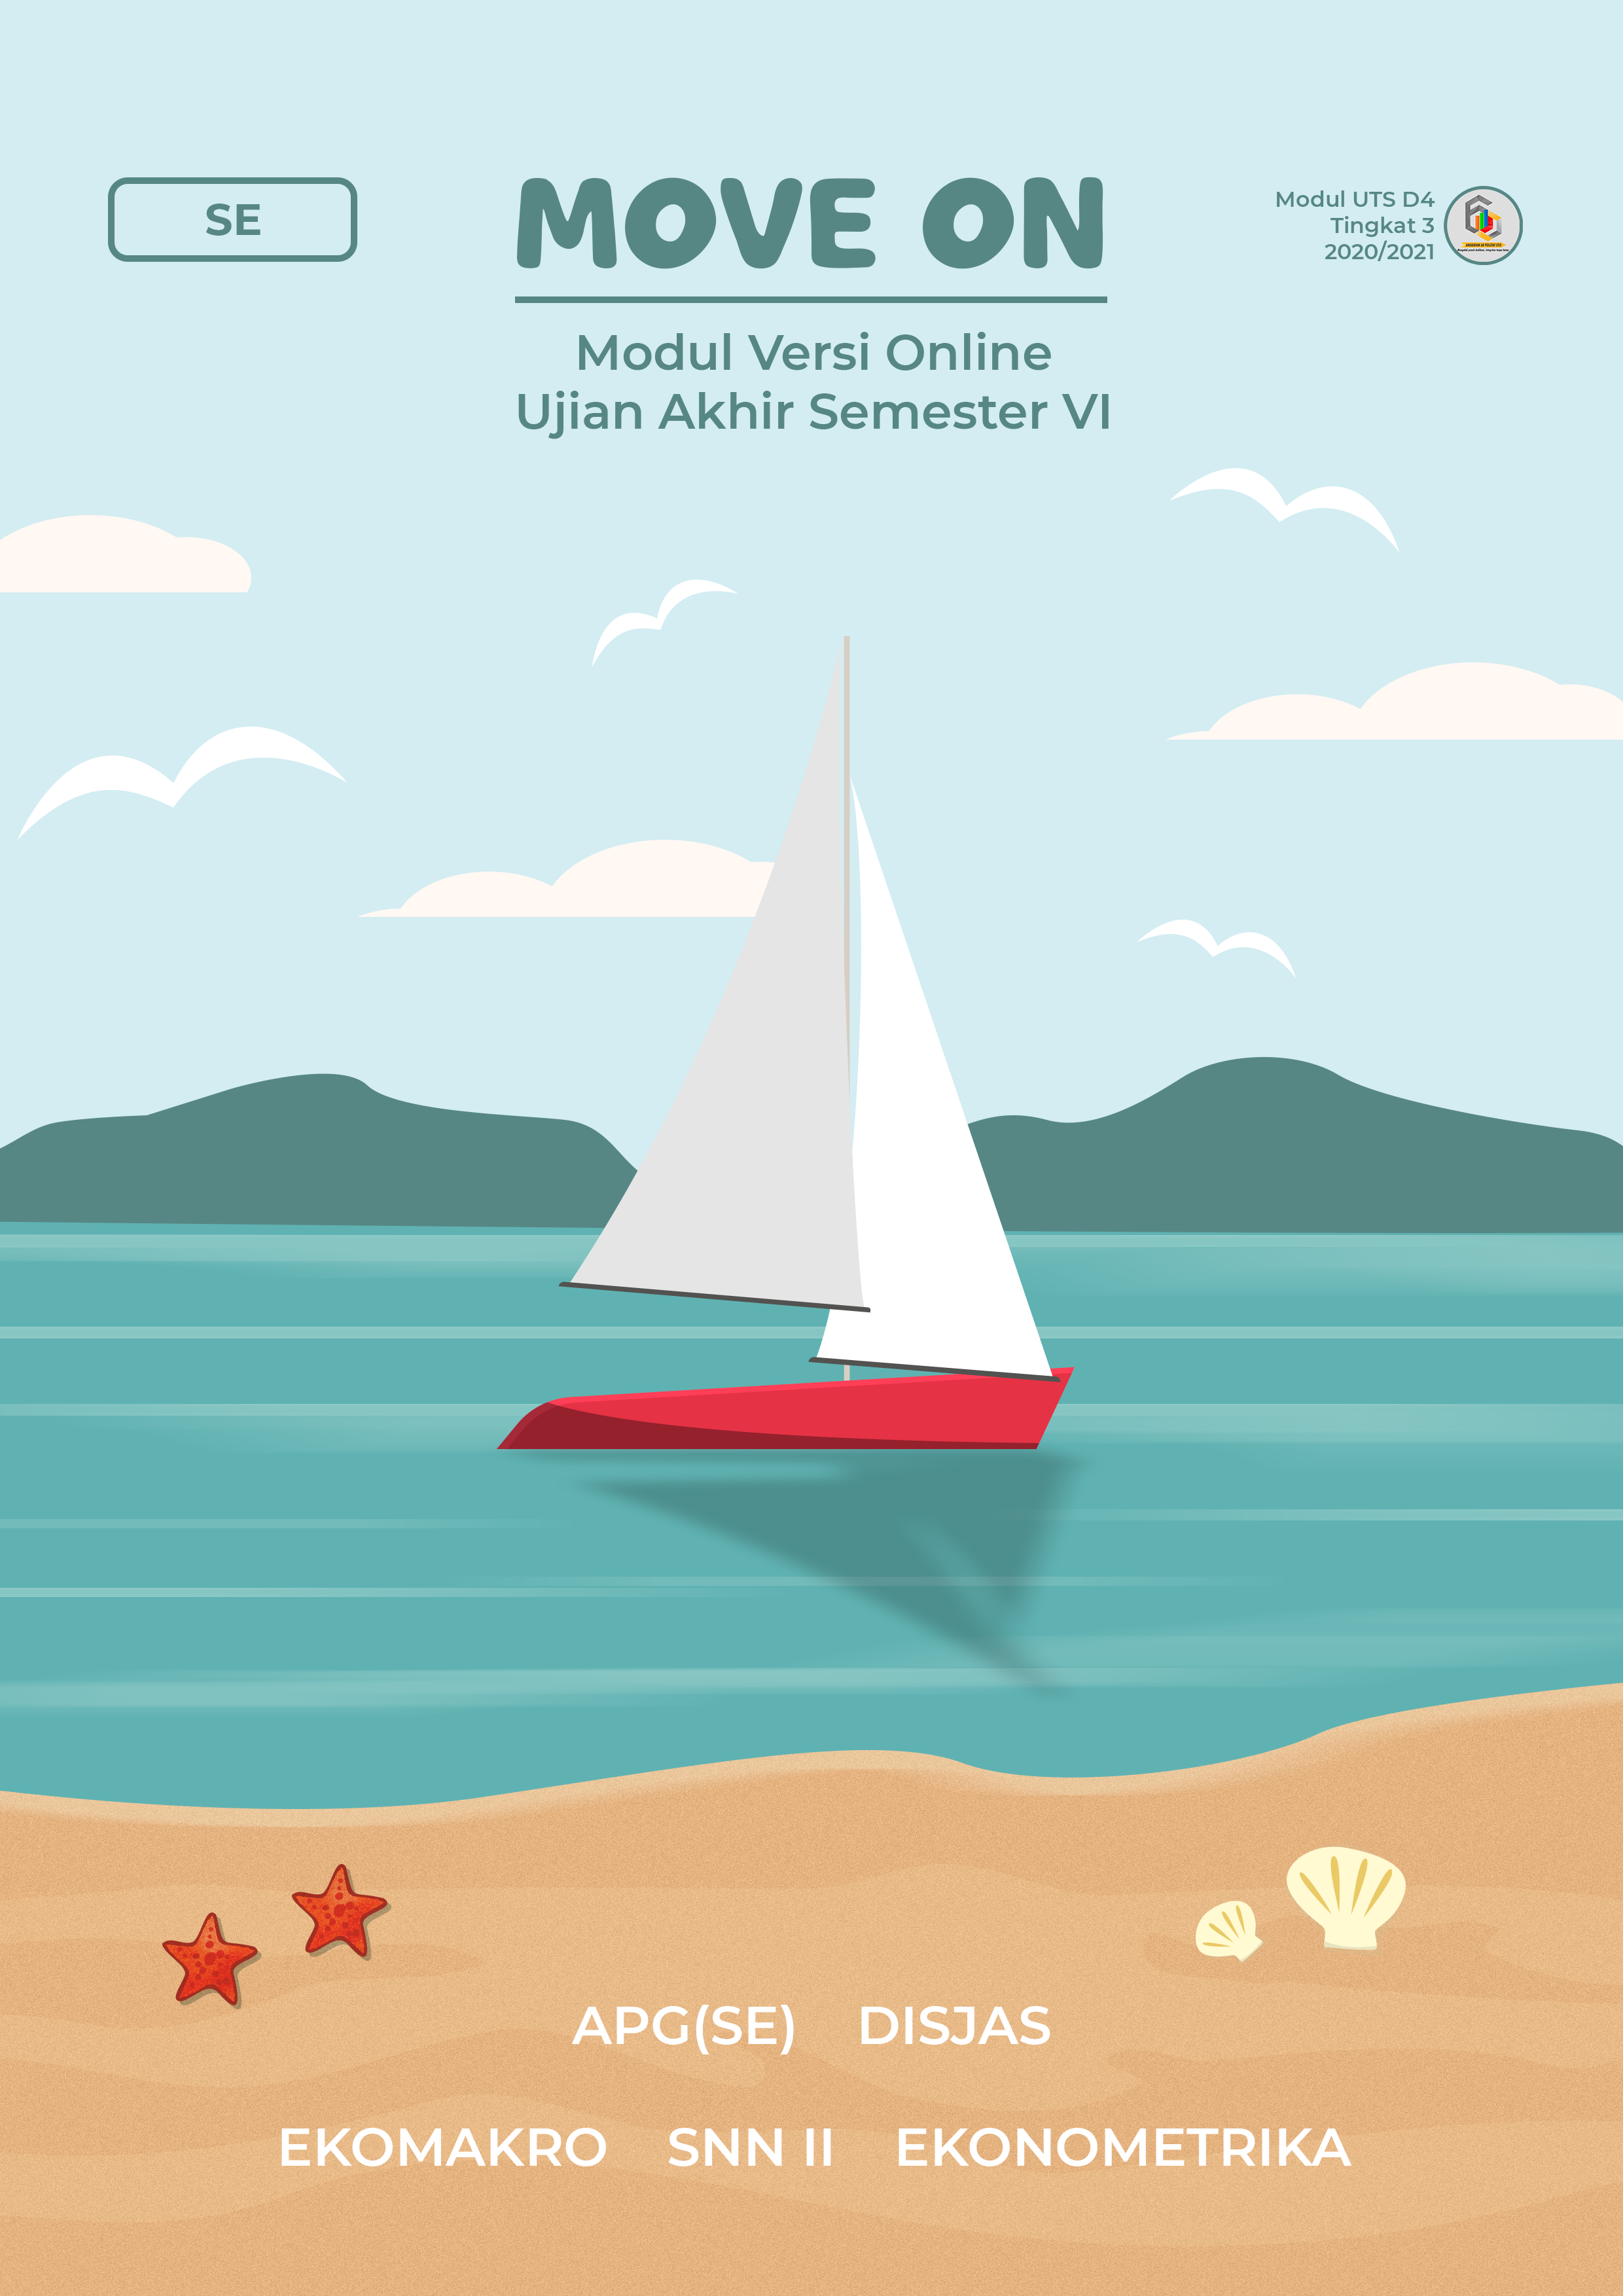 SE
MOVE ON
Modul UTS D4
Tingkat 3
2020/2021
Modul Versi Online
Ujian Akhir Semester VI
APG(SE) DISJAS
EKOMAKRO SNN II EKONOMETRIKA